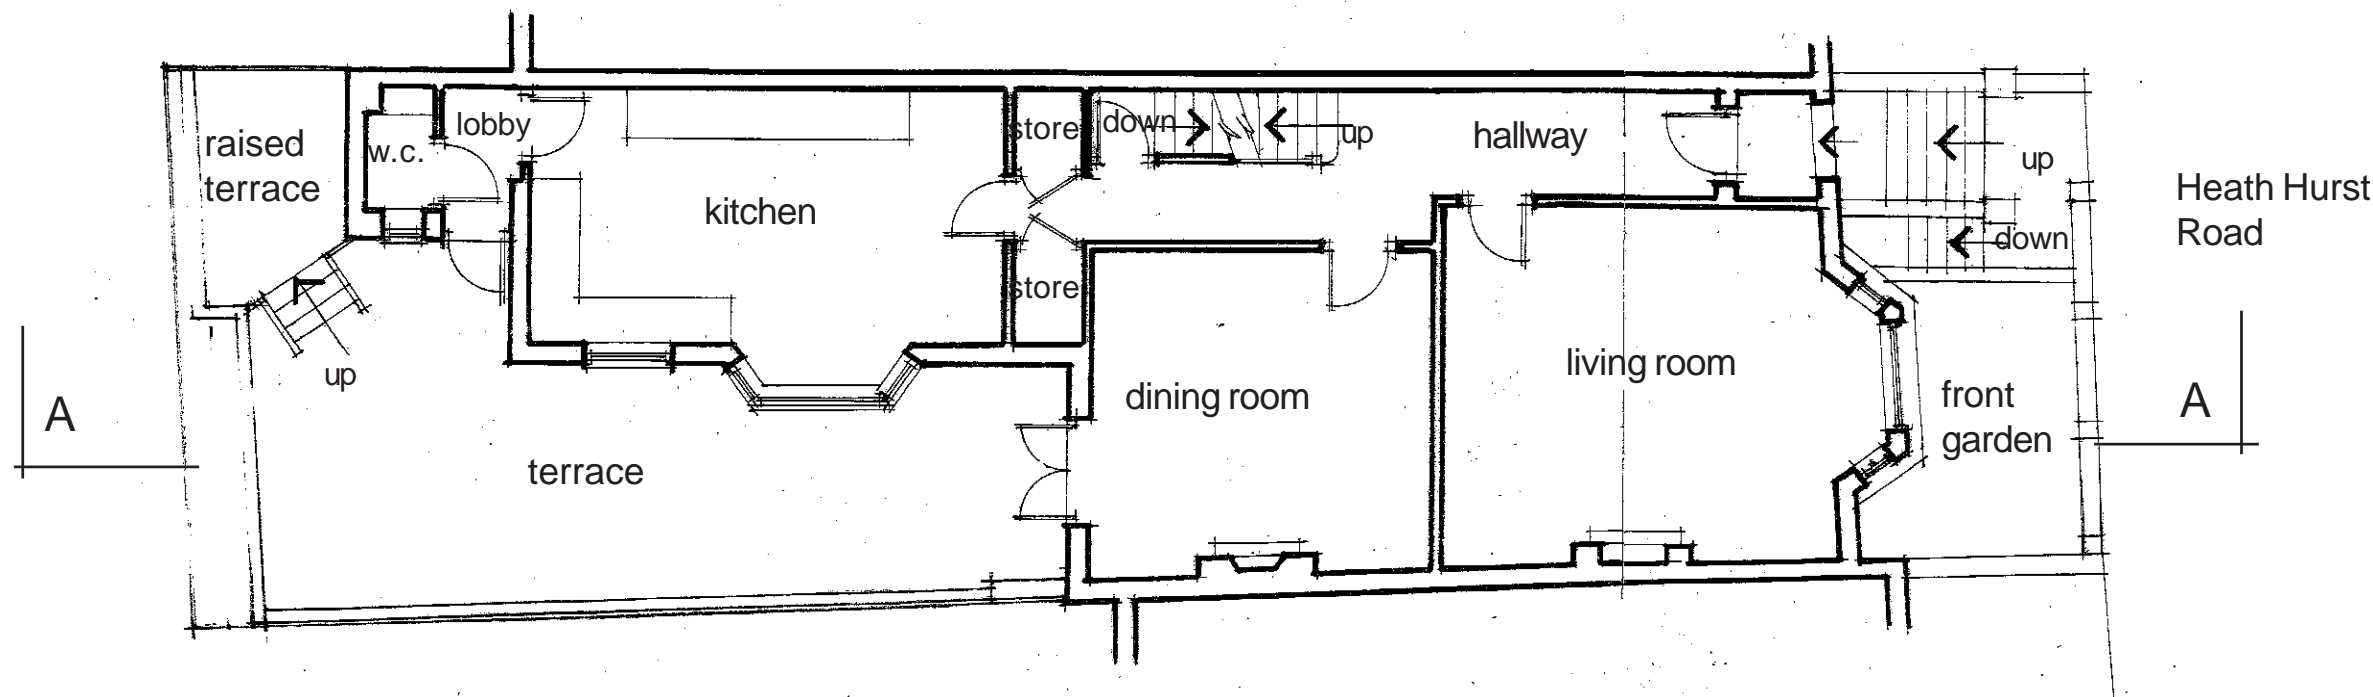 raised
terrace
w.c.
lobby
kitchen
store
store
down
up
hallway
up
down
Heath Hurst
Road
up
A
terrace
dining room
living room
front
garden
A